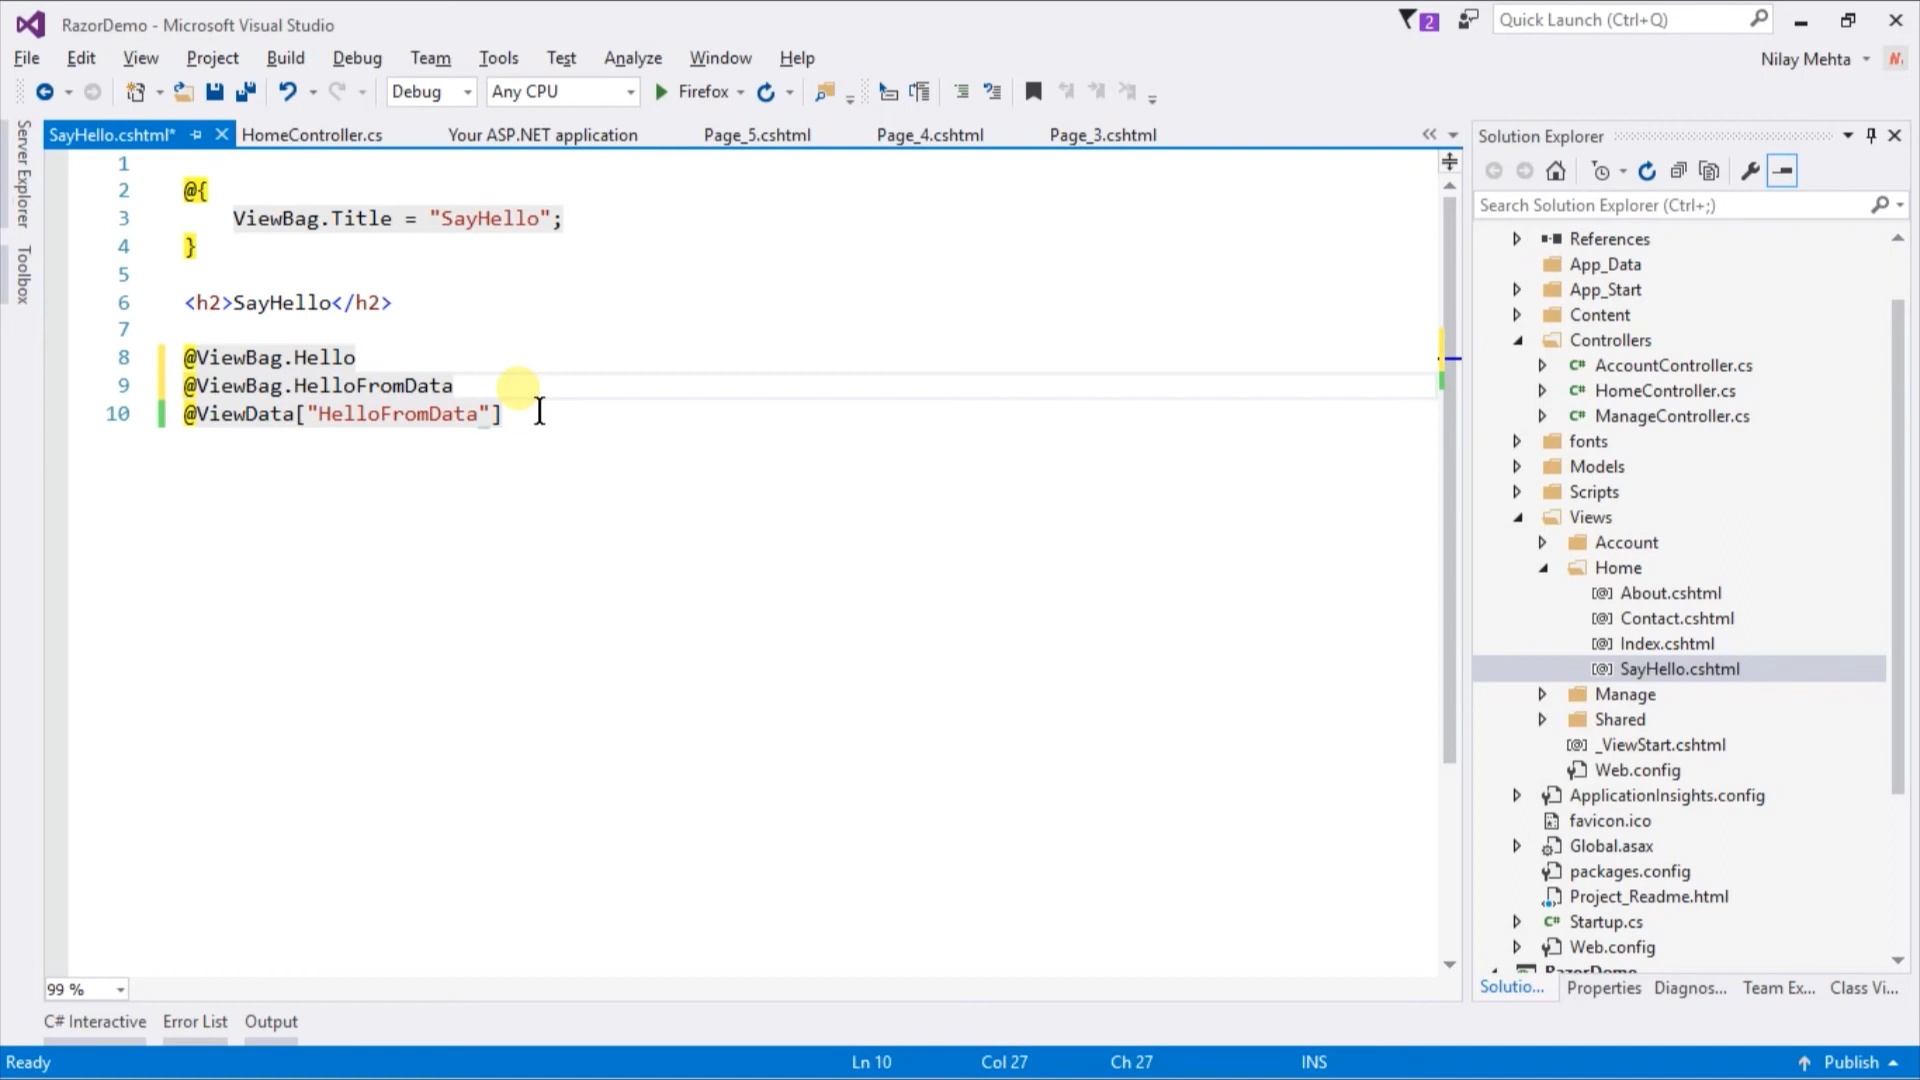 RazorDemo - Microsoft Visual Studio
2
Quick Launch (Ctrl+Q)
File Edit View Project Build Debug Team Tools Test Analyze Window Help
Nilay Mehta
N
Debug Any CPU Firefox
Server Explorer
Toolbox
SayHello.cshtml* HomeController.cs Your ASP.NET application Page_5.cshtml Page_4.cshtml Page_3.cshtml
1
2 @{
3 ViewBag.Title = "SayHello";
4 }
5
6 <h2>SayHello</h2>
7
8 @ViewBag.Hello
9 @ViewBag.HelloFromData
10 @ViewData["HelloFromData"]
99 %
Solution Explorer
Search Solution Explorer (Ctrl+;)
References
App_Data
App_Start
Content
Controllers
C# AccountController.cs
C# HomeController.cs
C# ManageController.cs
fonts
Models
Scripts
Views
Account
Home
[@] About.cshtml
[@] Contact.cshtml
[@] Index.cshtml
[@] SayHello.cshtml
Manage
Shared
[@] _ViewStart.cshtml
Web.config
ApplicationInsights.config
favicon.ico
Global.asax
packages.config
Project_Readme.html
C# Startup.cs
Web.config
RazorDemo
Solutio... Properties Diagnos... Team Ex... Class Vi...
C# Interactive Error List Output
Ready Ln 10 Col 27 Ch 27 INS Publish